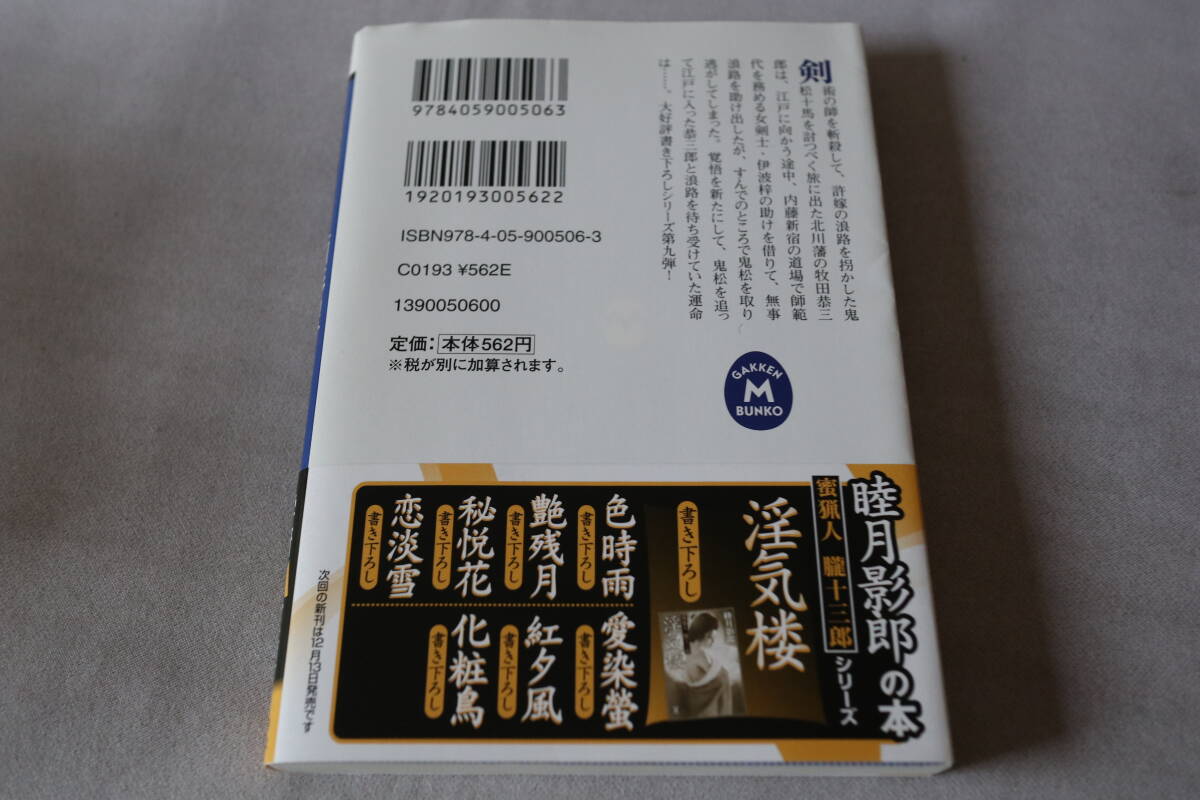 9784059005063
1920193005622
ISBN978-4-05-900506-3
C0193 ¥562E
1390050600
定価：本体562円
※税が別に加算されます。
剣術の師を斬殺して、許嫁の浪路を拐かした鬼
松十馬を討つべく旅に出た北川藩の牧田恭三
郎は、江戸に向かう途中、内藤新宿の道場で師範
代を務める女剣士・伊波梓の助けを借りて、無事
浪路を助け出したが、すんでのところで鬼松を取り
逃がしてしまった。覚悟を新たにして、鬼松を追っ
て江戸に入った恭三郎と浪路を待ち受けていた運命
は……。大好評書き下ろしシリーズ第九弾！
GAKKEN
M
BUNKO
睦月影郎の本
蜜猟人 朧十三郎 シリーズ
淫気楼
書き下ろし
色時雨
書き下ろし
艶残月
書き下ろし
秘悦花
書き下ろし
恋淡雪
書き下ろし
愛染螢
書き下ろし
紅夕風
書き下ろし
化粧鳥
書き下ろし
次回の新刊は12月13日発売です